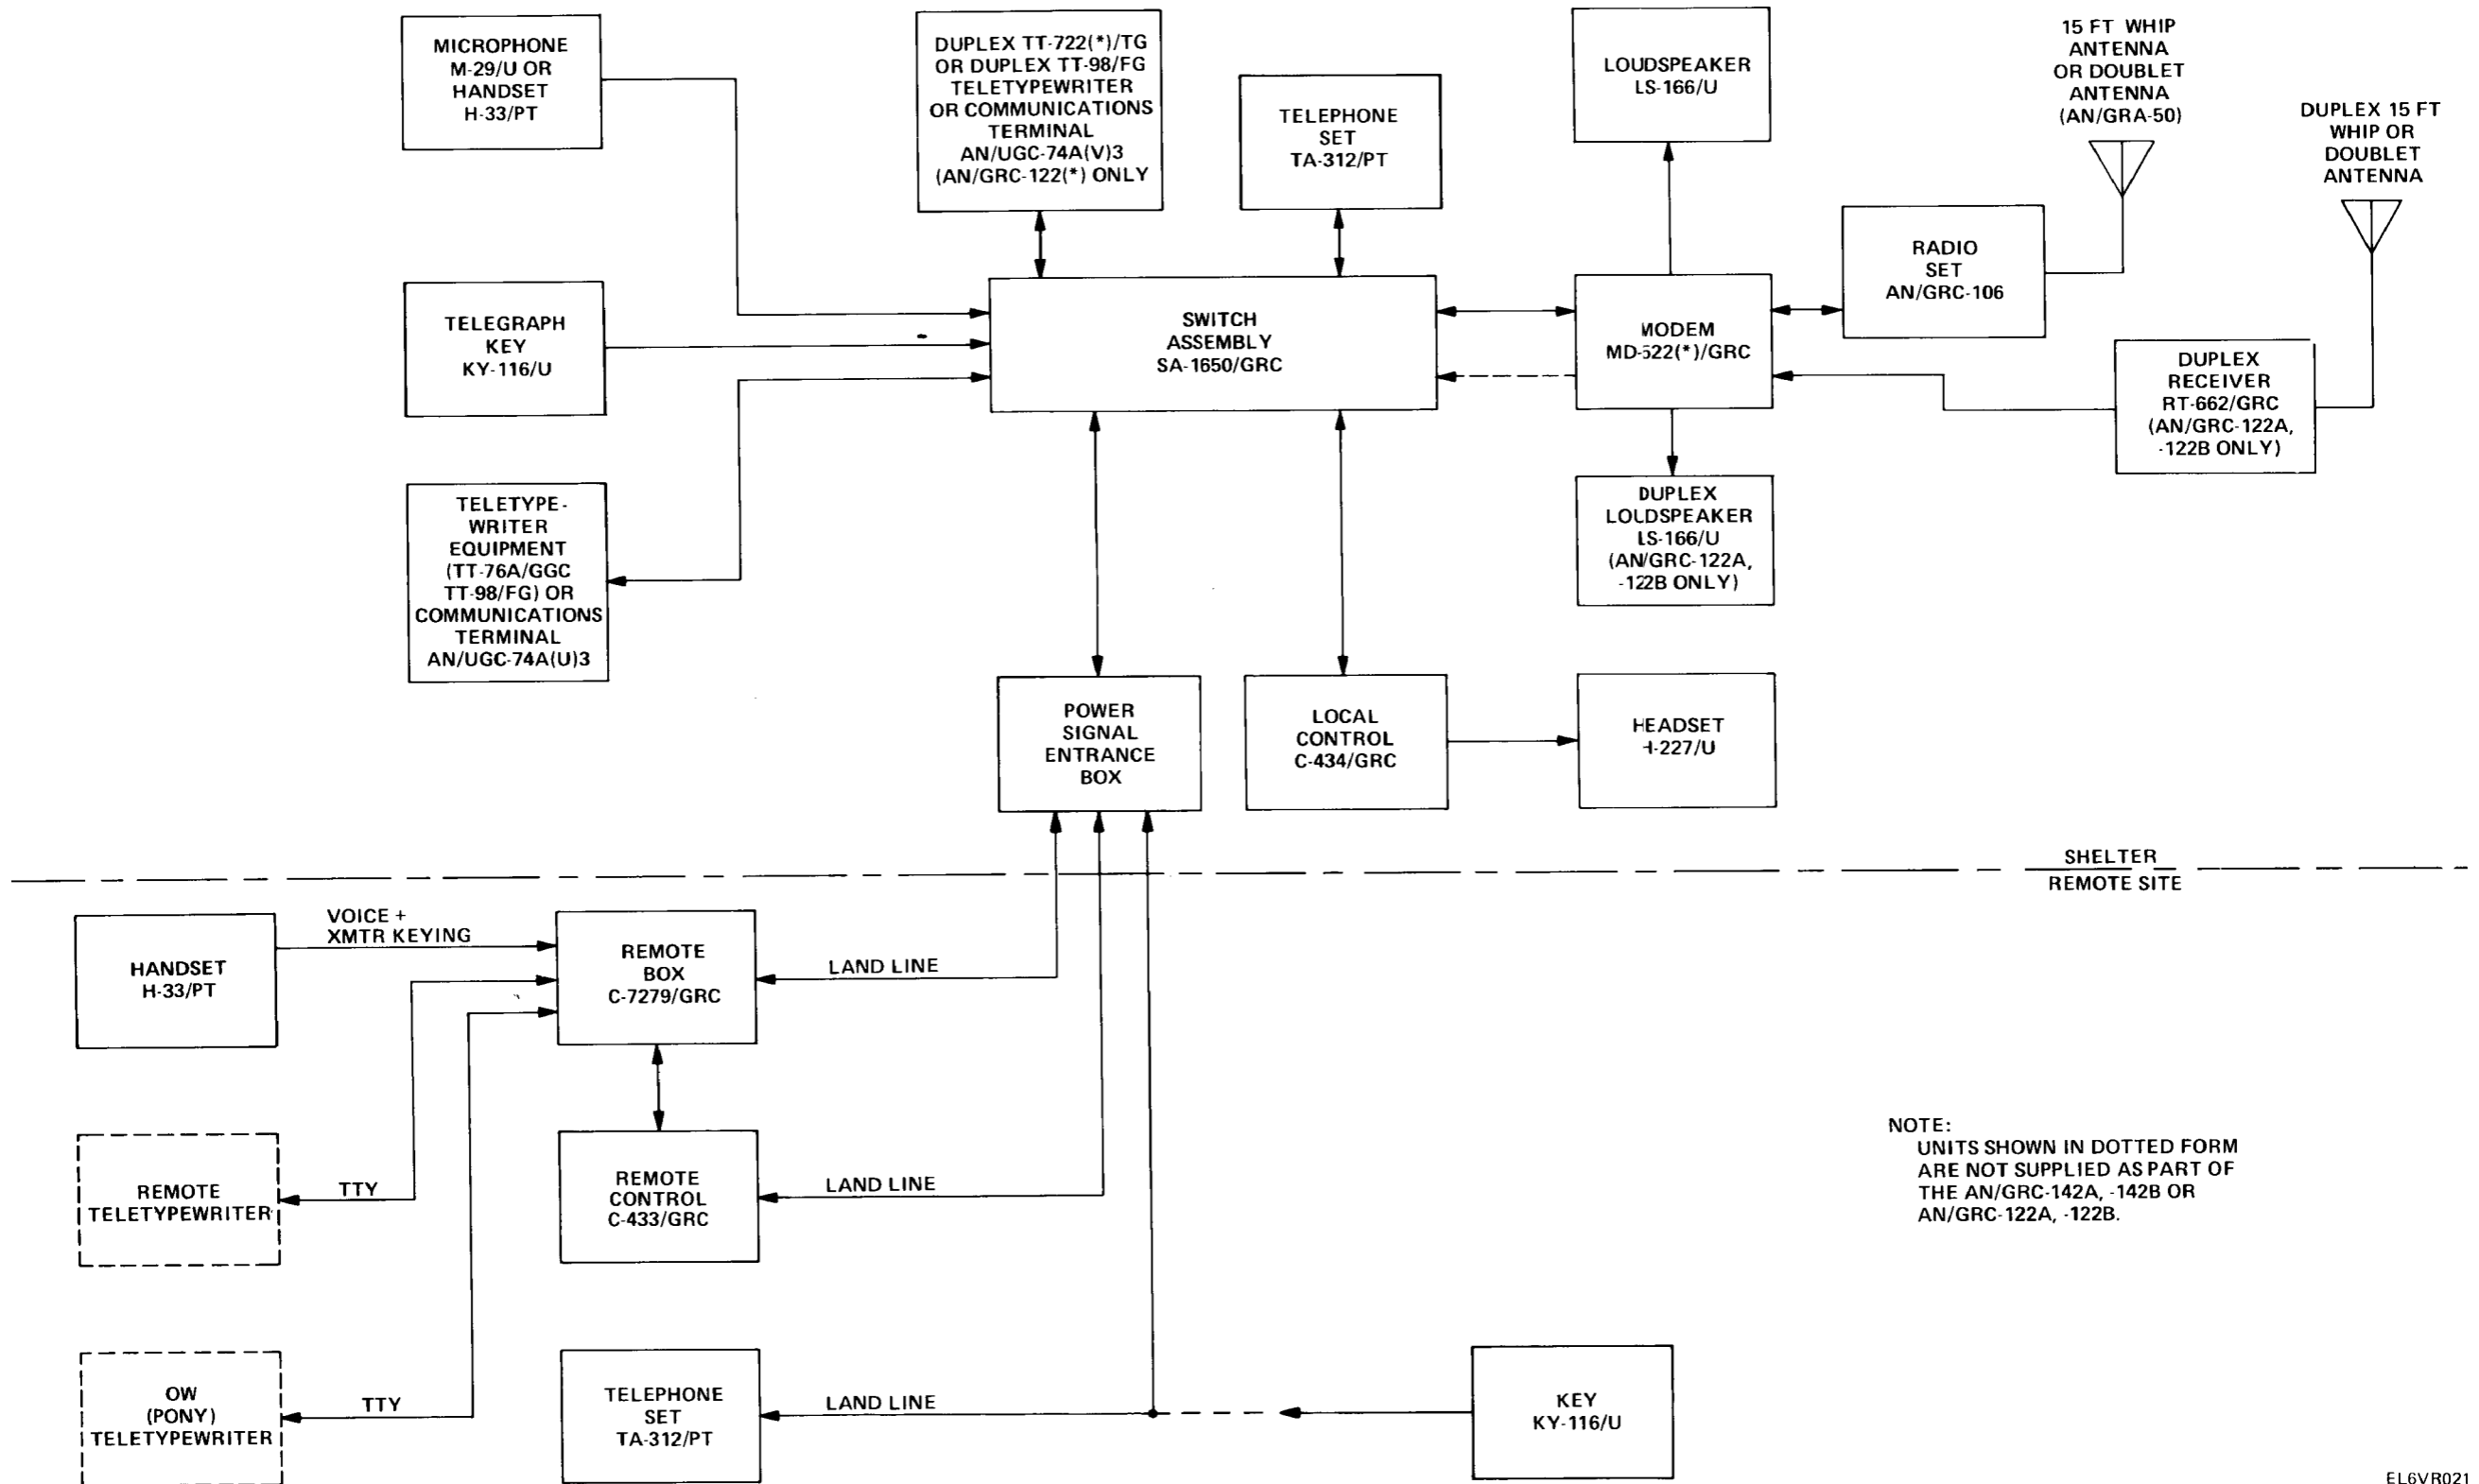 MICROPHONE
M-29/U OR
HANDSET
H-33/PT
DUPLEX TT-722(*)/TG
OR DUPLEX TT-98/FG
TELETYPEWRITER
OR COMMUNICATIONS
TERMINAL
AN/UGC-74A(V)3
(AN/GRC-122(*) ONLY
TELEPHONE
SET
TA-312/PT
LOUDSPEAKER
LS-166/U
15 FT WHIP
ANTENNA
OR DOUBLET
ANTENNA
(AN/GRA-50)
DUPLEX 15 FT
WHIP OR
DOUBLET
ANTENNA
TELEGRAPH
KEY
KY-116/U
SWITCH
ASSEMBLY
SA-1650/GRC
MODEM
MD-522(*)/GRC
RADIO
SET
AN/GRC-106
DUPLEX
RECEIVER
RT-662/GRC
(AN/GRC-122A,
-122B ONLY)
TELETYPE-
WRITER
EQUIPMENT
(TT-76A/GGC
TT-98/FG) OR
COMMUNICATIONS
TERMINAL
AN/UGC-74A(U)3
DUPLEX
LOUDSPEAKER
LS-166/U
(AN/GRC-122A,
-122B ONLY)
POWER
SIGNAL
ENTRANCE
BOX
LOCAL
CONTROL
C-434/GRC
HEADSET
H-227/U
SHELTER
REMOTE SITE
HANDSET
H-33/PT
VOICE +
XMTR KEYING
REMOTE
BOX
C-7279/GRC
LAND LINE
REMOTE
TELETYPEWRITER
TTY
REMOTE
CONTROL
C-433/GRC
LAND LINE
NOTE:
UNITS SHOWN IN DOTTED FORM
ARE NOT SUPPLIED AS PART OF
THE AN/GRC-142A, -142B OR
AN/GRC-122A, -122B.
OW
(PONY)
TELETYPEWRITER
TTY
TELEPHONE
SET
TA-312/PT
LAND LINE
KEY
KY-116/U
EL6VR021